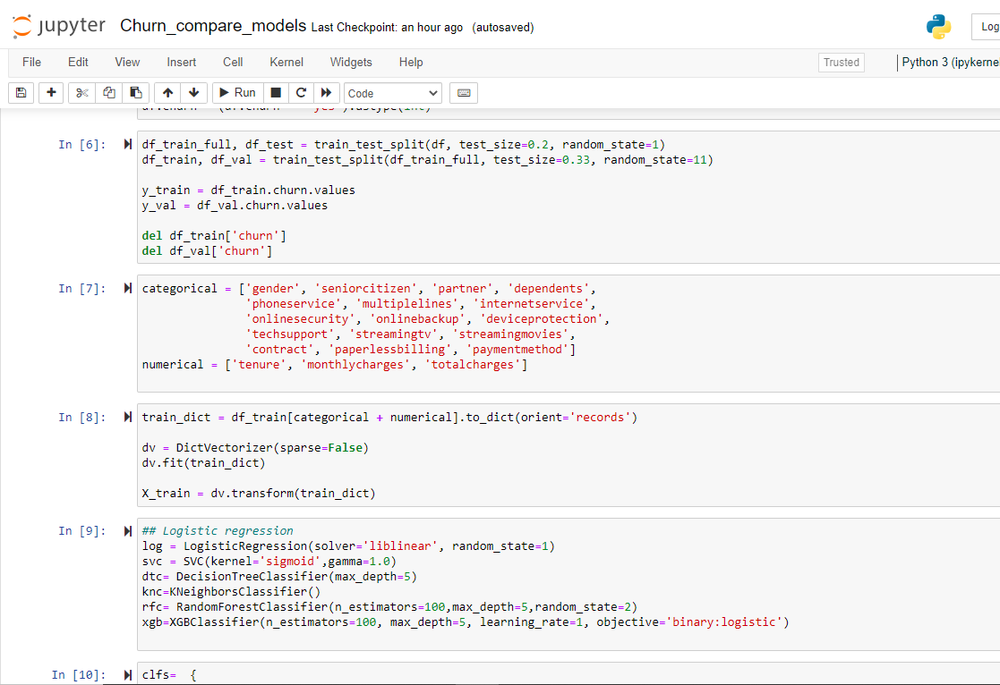 jupyter Churn_compare_models Last Checkpoint: an hour ago (autosaved)
Log
File Edit View Insert Cell Kernel Widgets Help
Trusted
Python 3 (ipykerne
Run
Code
In [6]:
df_train_full, df_test = train_test_split(df, test_size=0.2, random_state=1)
df_train, df_val = train_test_split(df_train_full, test_size=0.33, random_state=11)
y_train = df_train.churn.values
y_val = df_val.churn.values
del df_train['churn']
del df_val['churn']
In [7]:
categorical = ['gender', 'seniorcitizen', 'partner', 'dependents',
'phoneservice', 'multiplelines', 'internetservice',
'onlinesecurity', 'onlinebackup', 'deviceprotection',
'techsupport', 'streamingtv', 'streamingmovies',
'contract', 'paperlessbilling', 'paymentmethod']
numerical = ['tenure', 'monthlycharges', 'totalcharges']
In [8]:
train_dict = df_train[categorical + numerical].to_dict(orient='records')
dv = DictVectorizer(sparse=False)
dv.fit(train_dict)
X_train = dv.transform(train_dict)
In [9]:
## Logistic regression
log = LogisticRegression(solver='liblinear', random_state=1)
svc = SVC(kernel='sigmoid',gamma=1.0)
dtc= DecisionTreeClassifier(max_depth=5)
knc=KNeighborsClassifier()
rfc= RandomForestClassifier(n_estimators=100,max_depth=5,random_state=2)
xgb=XGBClassifier(n_estimators=100, max_depth=5, learning_rate=1, objective='binary:logistic')
In [10]:
clfs= {